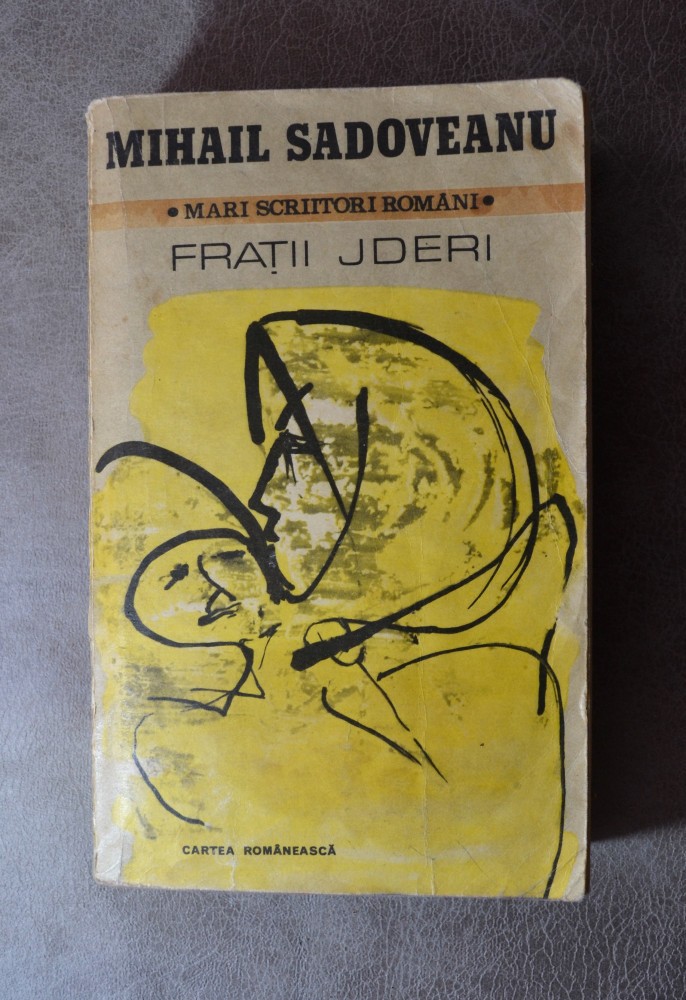 MIHAIL SADOVEANU
• MARI SCRIITORI ROMÂNI •
FRAȚII JDERI
CARTEA ROMÂNEASCĂ